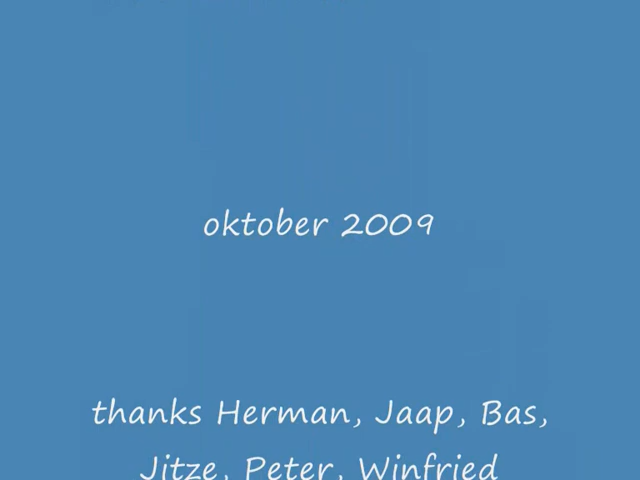 oktober 2009
thanks Herman, Jaap, Bas,
Jitze, Peter, Winfried